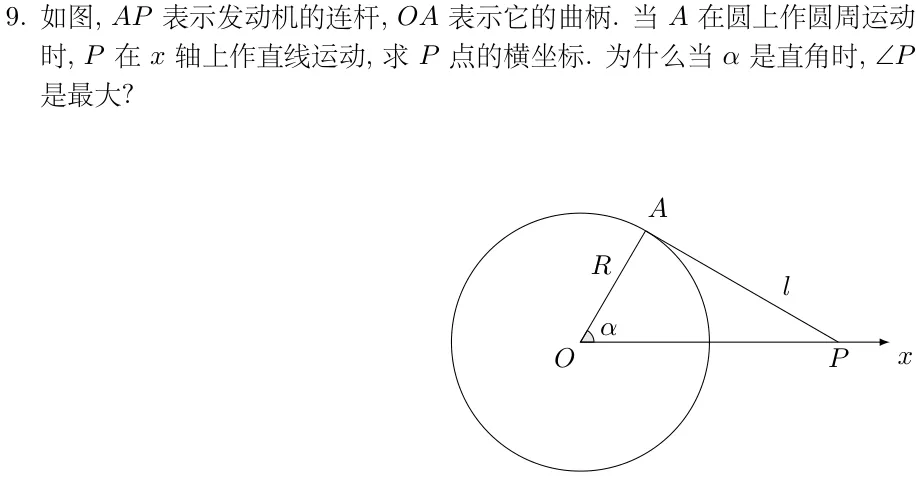 9. 如图, AP 表示发动机的连杆, OA 表示它的曲柄. 当 A 在圆上作圆周运动
时, P 在 x 轴上作直线运动, 求 P 点的横坐标. 为什么当 α 是直角时, ∠P
是最大?
A
R
l
α
O
P
x